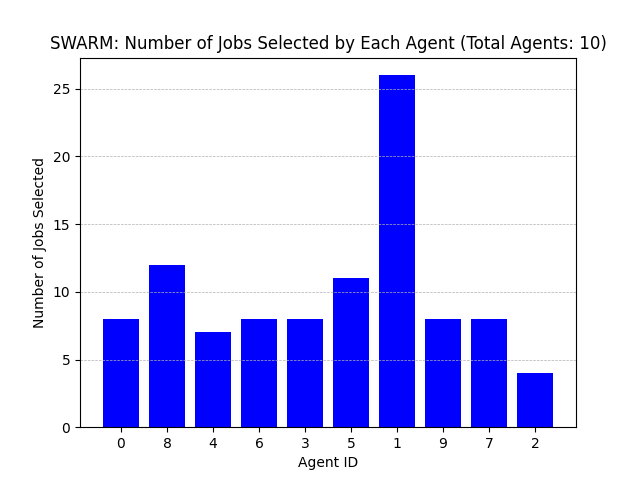 SWARM: Number of Jobs Selected by Each Agent (Total Agents: 10)
Number of Jobs Selected
25
20
15
10
5
0
0 8 4 6 3 5 1 9 7 2
Agent ID